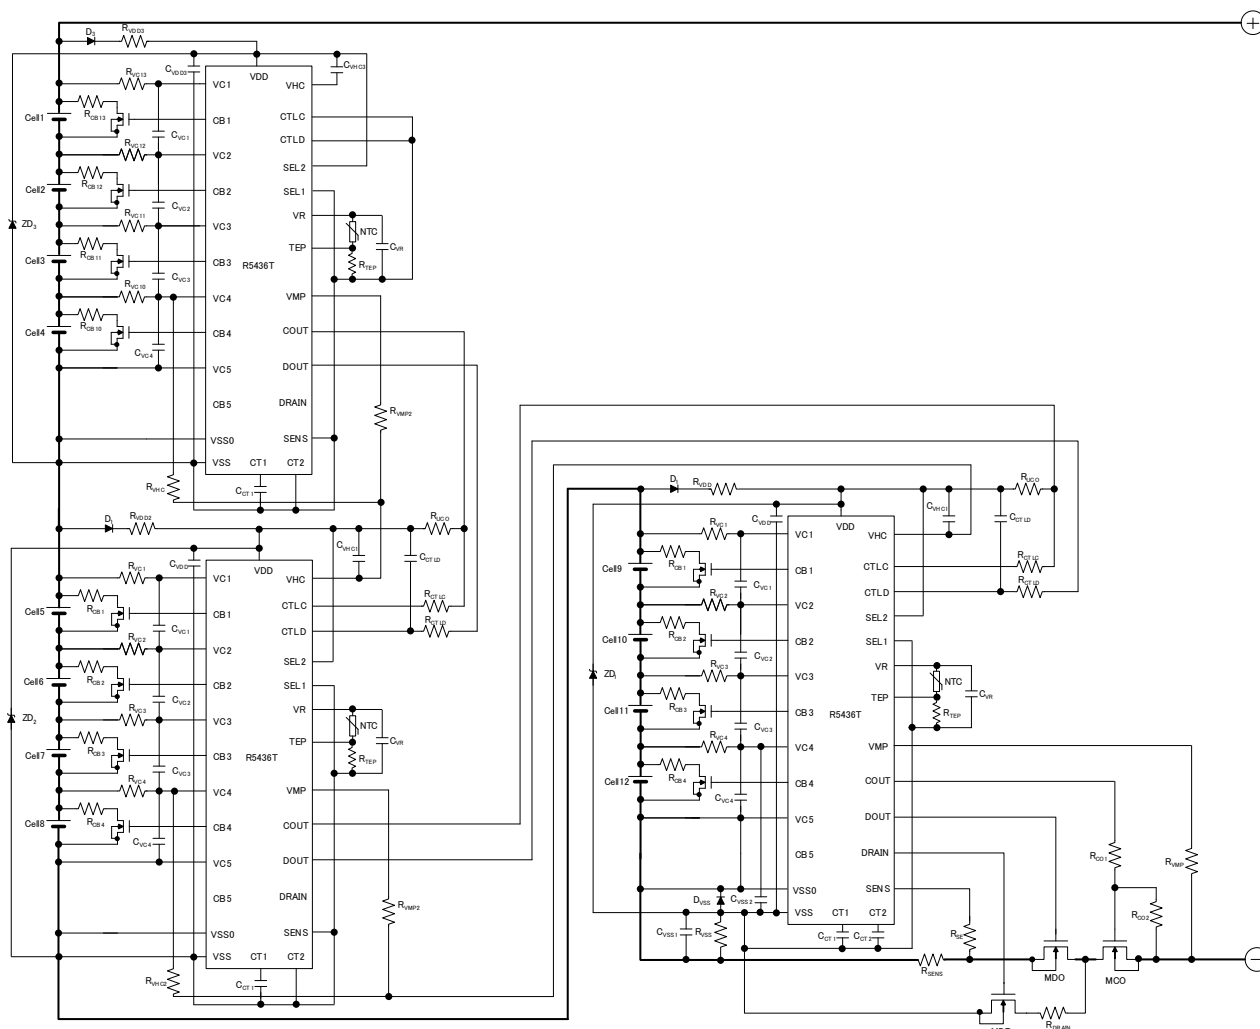 D3
RVDD3
CVDD3
CVHC3
VDD
RVC13
VC1
VHC
RCB13
Cell1
CB1
CTLC
CVC1
CTLD
RVC12
VC2
SEL2
RCB12
Cell2
CB2
SEL1
CVC2
VR
ZD3
RVC11
VC3
NTC
TEP
CVR
RCB11
Cell3
CB3
R5436T
RTEP
CVC3
RVC10
VC4
VMP
RCB10
Cell4
CB4
COUT
CVC4
VC5
DOUT
CB5
DRAIN
RVMP2
VSS0
SENS
VSS
CT1
CT2
RVHC
CCT1
D1
RVDD2
RUCO
CVDD
CVHC1
CCTLD
VDD
RVC1
VC1
VHC
RCB1
Cell5
CB1
CTLC
RCTLC
CVC1
CTLD
RCTLD
RVC2
VC2
SEL2
RCB2
Cell6
CB2
SEL1
CVC2
VR
ZD2
RVC3
VC3
NTC
TEP
CVR
RCB3
Cell7
CB3
R5436T
RTEP
CVC3
RVC4
VC4
VMP
RCB4
Cell8
CB4
COUT
CVC4
VC5
DOUT
CB5
DRAIN
RVMP2
VSS0
SENS
VSS
CT1
CT2
RVHC2
CCT1
D1
RVDD
RUCO
CVDD
CVHC1
CCTLD
VDD
RVC1
VC1
VHC
RCB1
Cell9
CB1
CTLC
RCTLC
CVC1
CTLD
RCTLD
RVC2
VC2
SEL2
RCB2
Cell10
CB2
SEL1
CVC2
VR
ZD1
RVC3
VC3
NTC
TEP
CVR
RCB3
Cell11
CB3
R5436T
RTEP
CVC3
RVC4
VC4
VMP
RCB4
Cell12
CB4
COUT
CVC4
VC5
DOUT
CB5
DRAIN
RCO1
RVMP
VSS0
SENS
DVSS
CVSS2
VSS
CT1
CT2
RCO2
CVSS1
RVSS
CCT1
CCT2
RSE
RSENS
MDO
MCO
RDRAIN